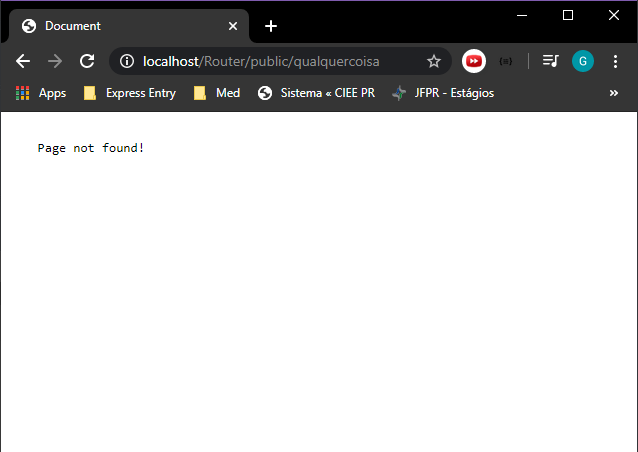 Document
localhost/Router/public/qualquercoisa
G
Apps Express Entry Med Sistema « CIEE PR JFPR - Estágios »
Page not found!